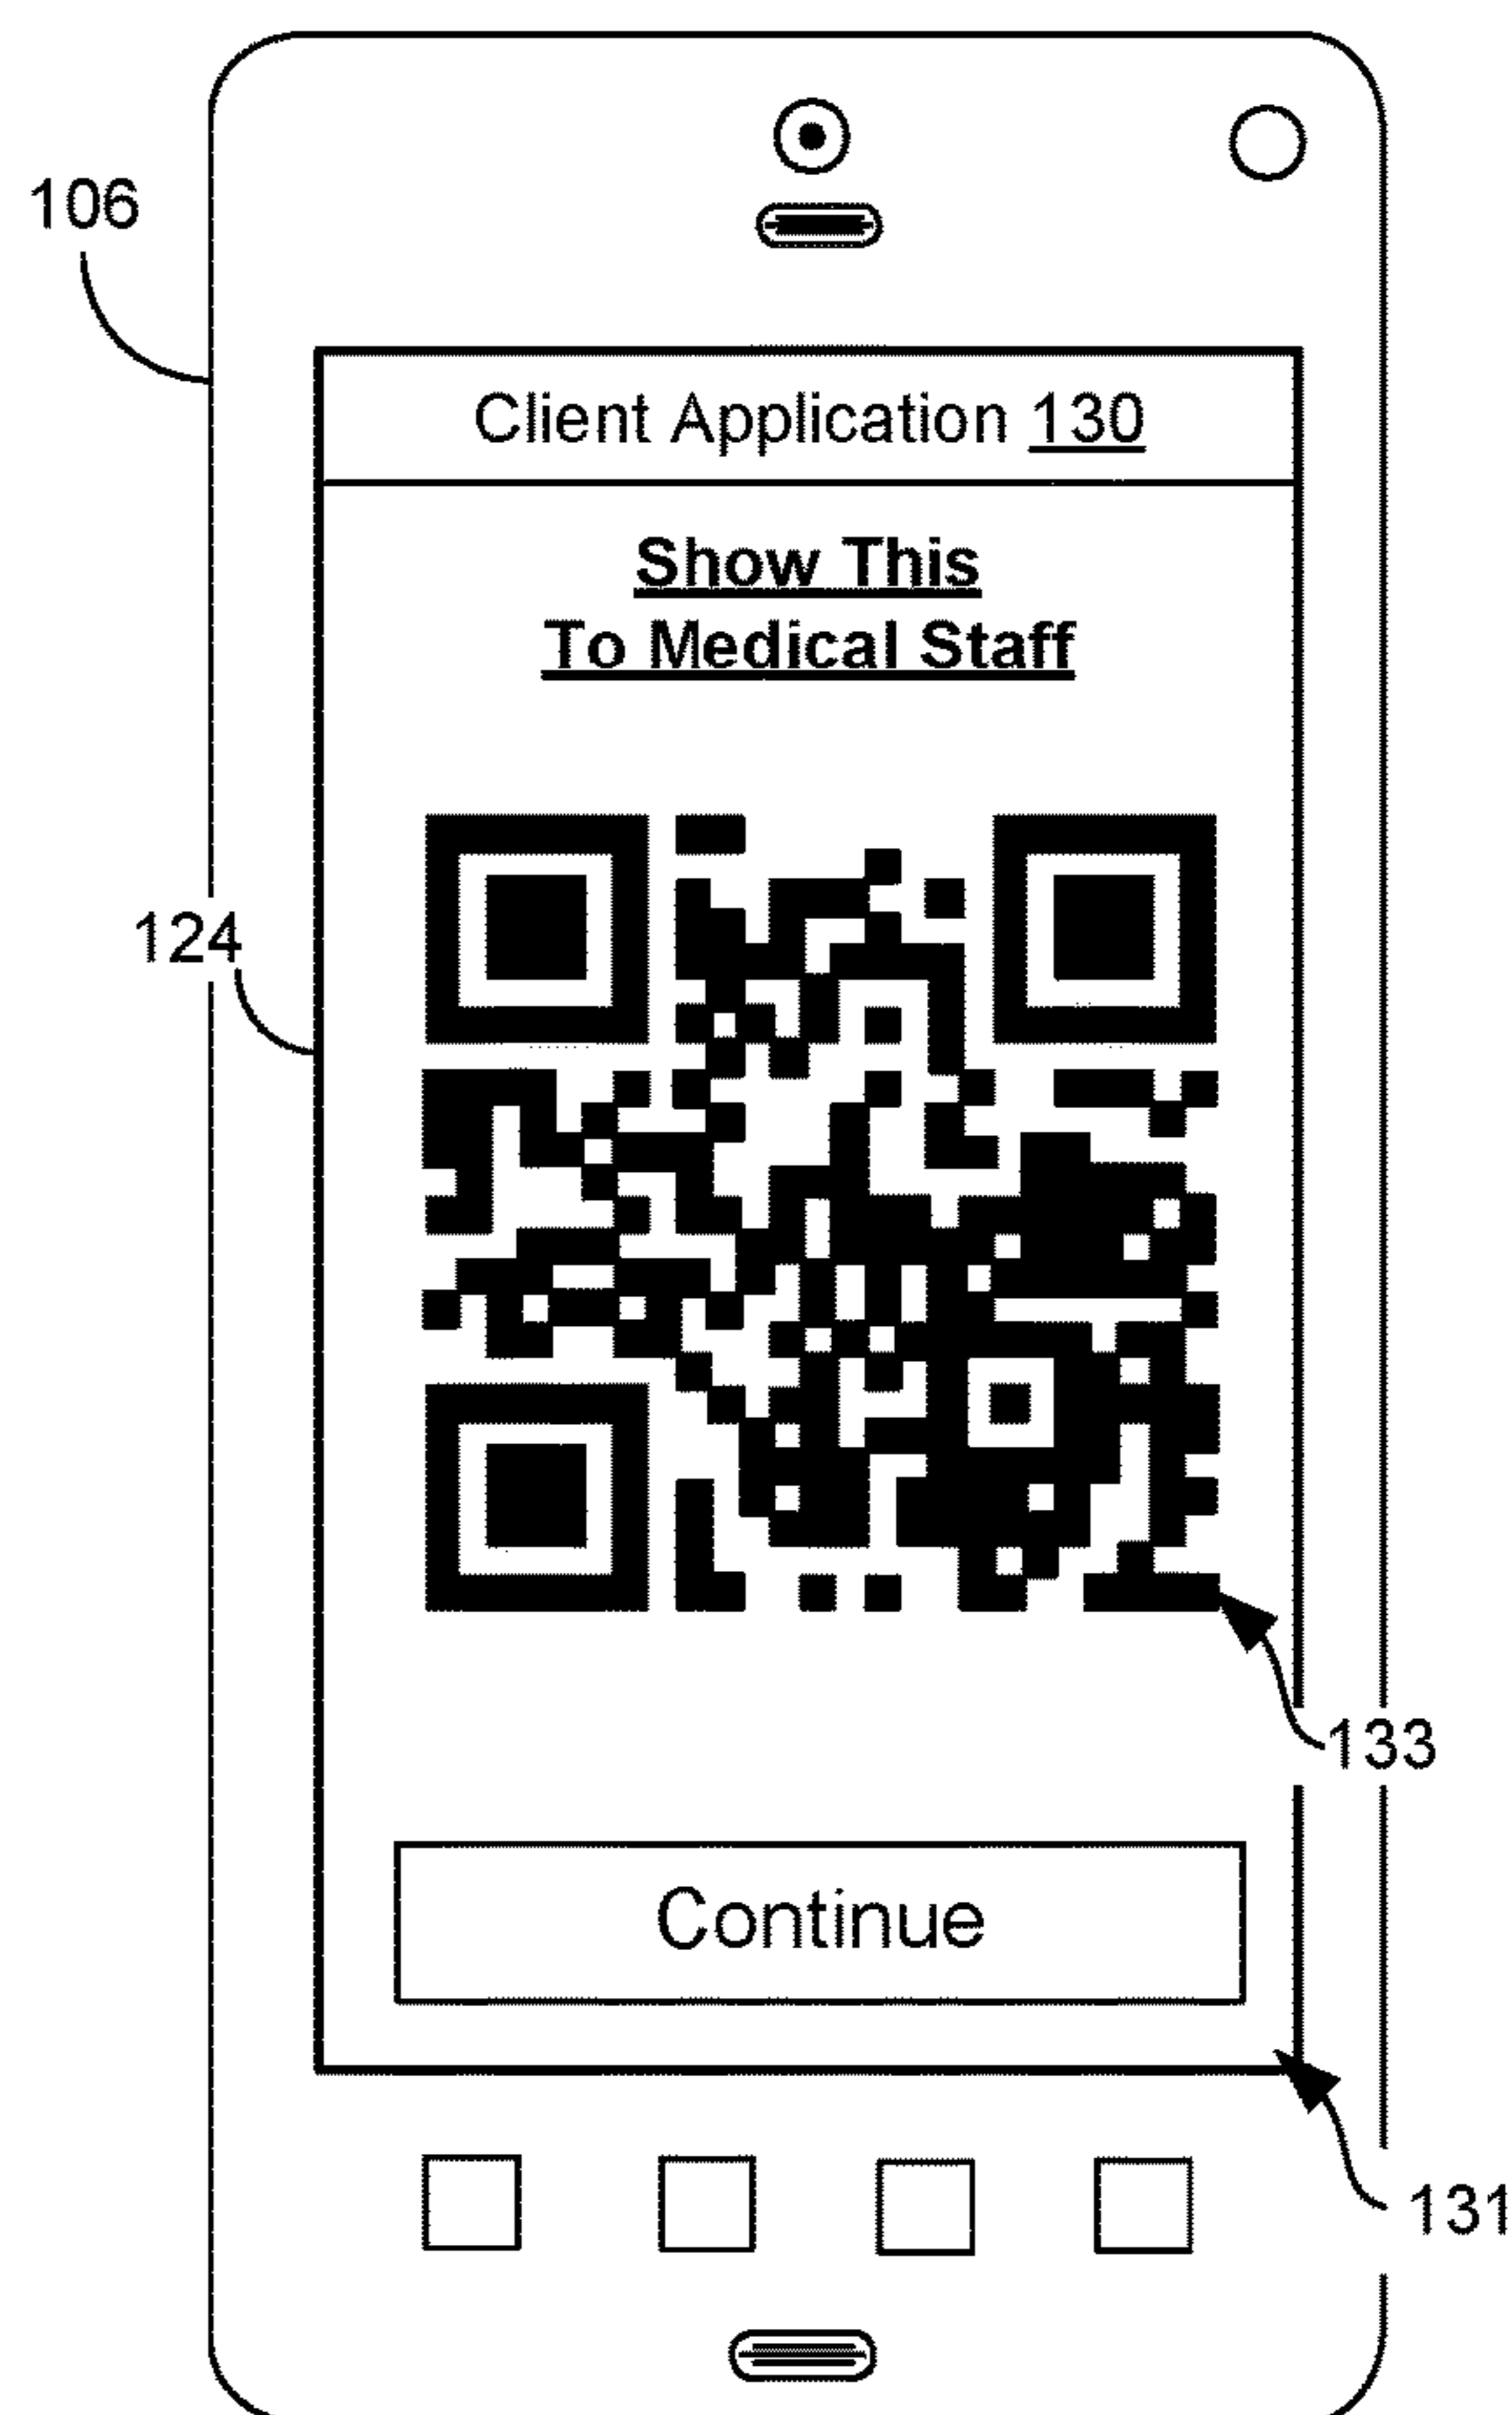 106
Client Application 130
Show This
To Medical Staff
124
133
Continue
131